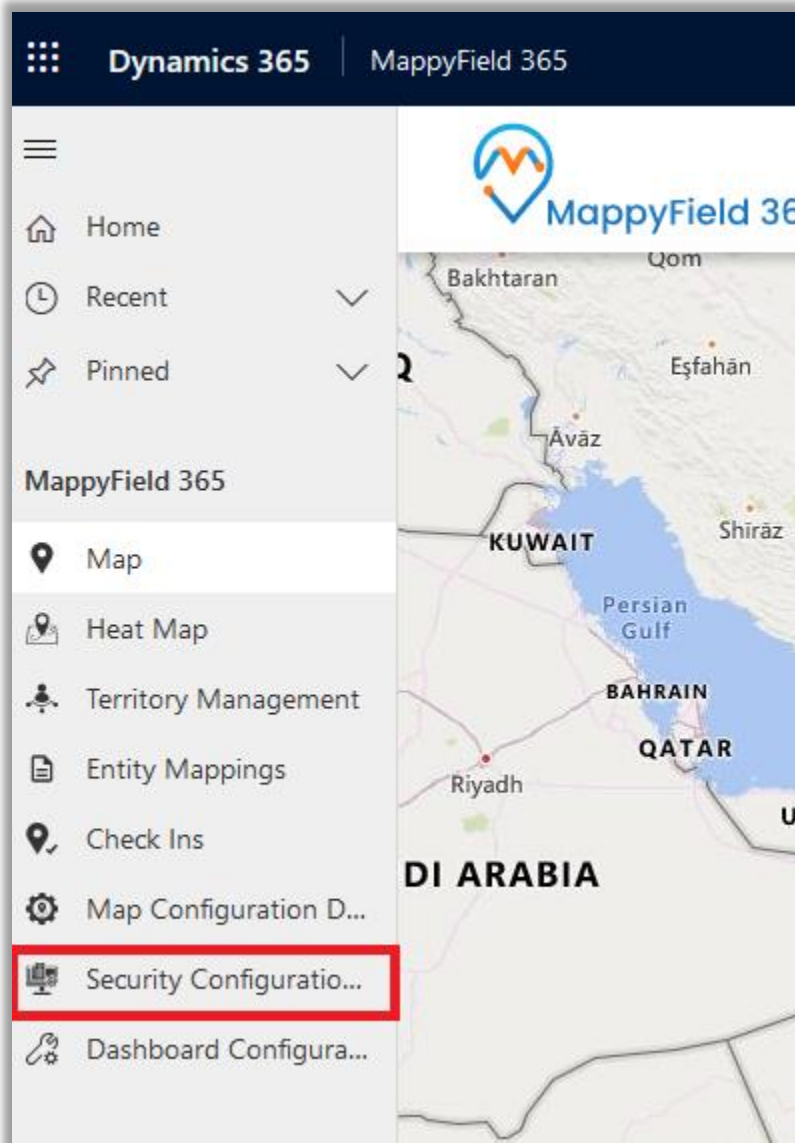 Dynamics 365 MappyField 365
MappyField 36
Home
Recent
Pinned
MappyField 365
Map
Heat Map
Territory Management
Entity Mappings
Check Ins
Map Configuration D...
Security Configuratio...
Dashboard Configura...
Qom
Bakhtaran
Q
Eşfahān
Āvāz
KUWAIT
Shīrāz
Persian
Gulf
BAHRAIN
QATAR
Riyadh
U
DI ARABIA